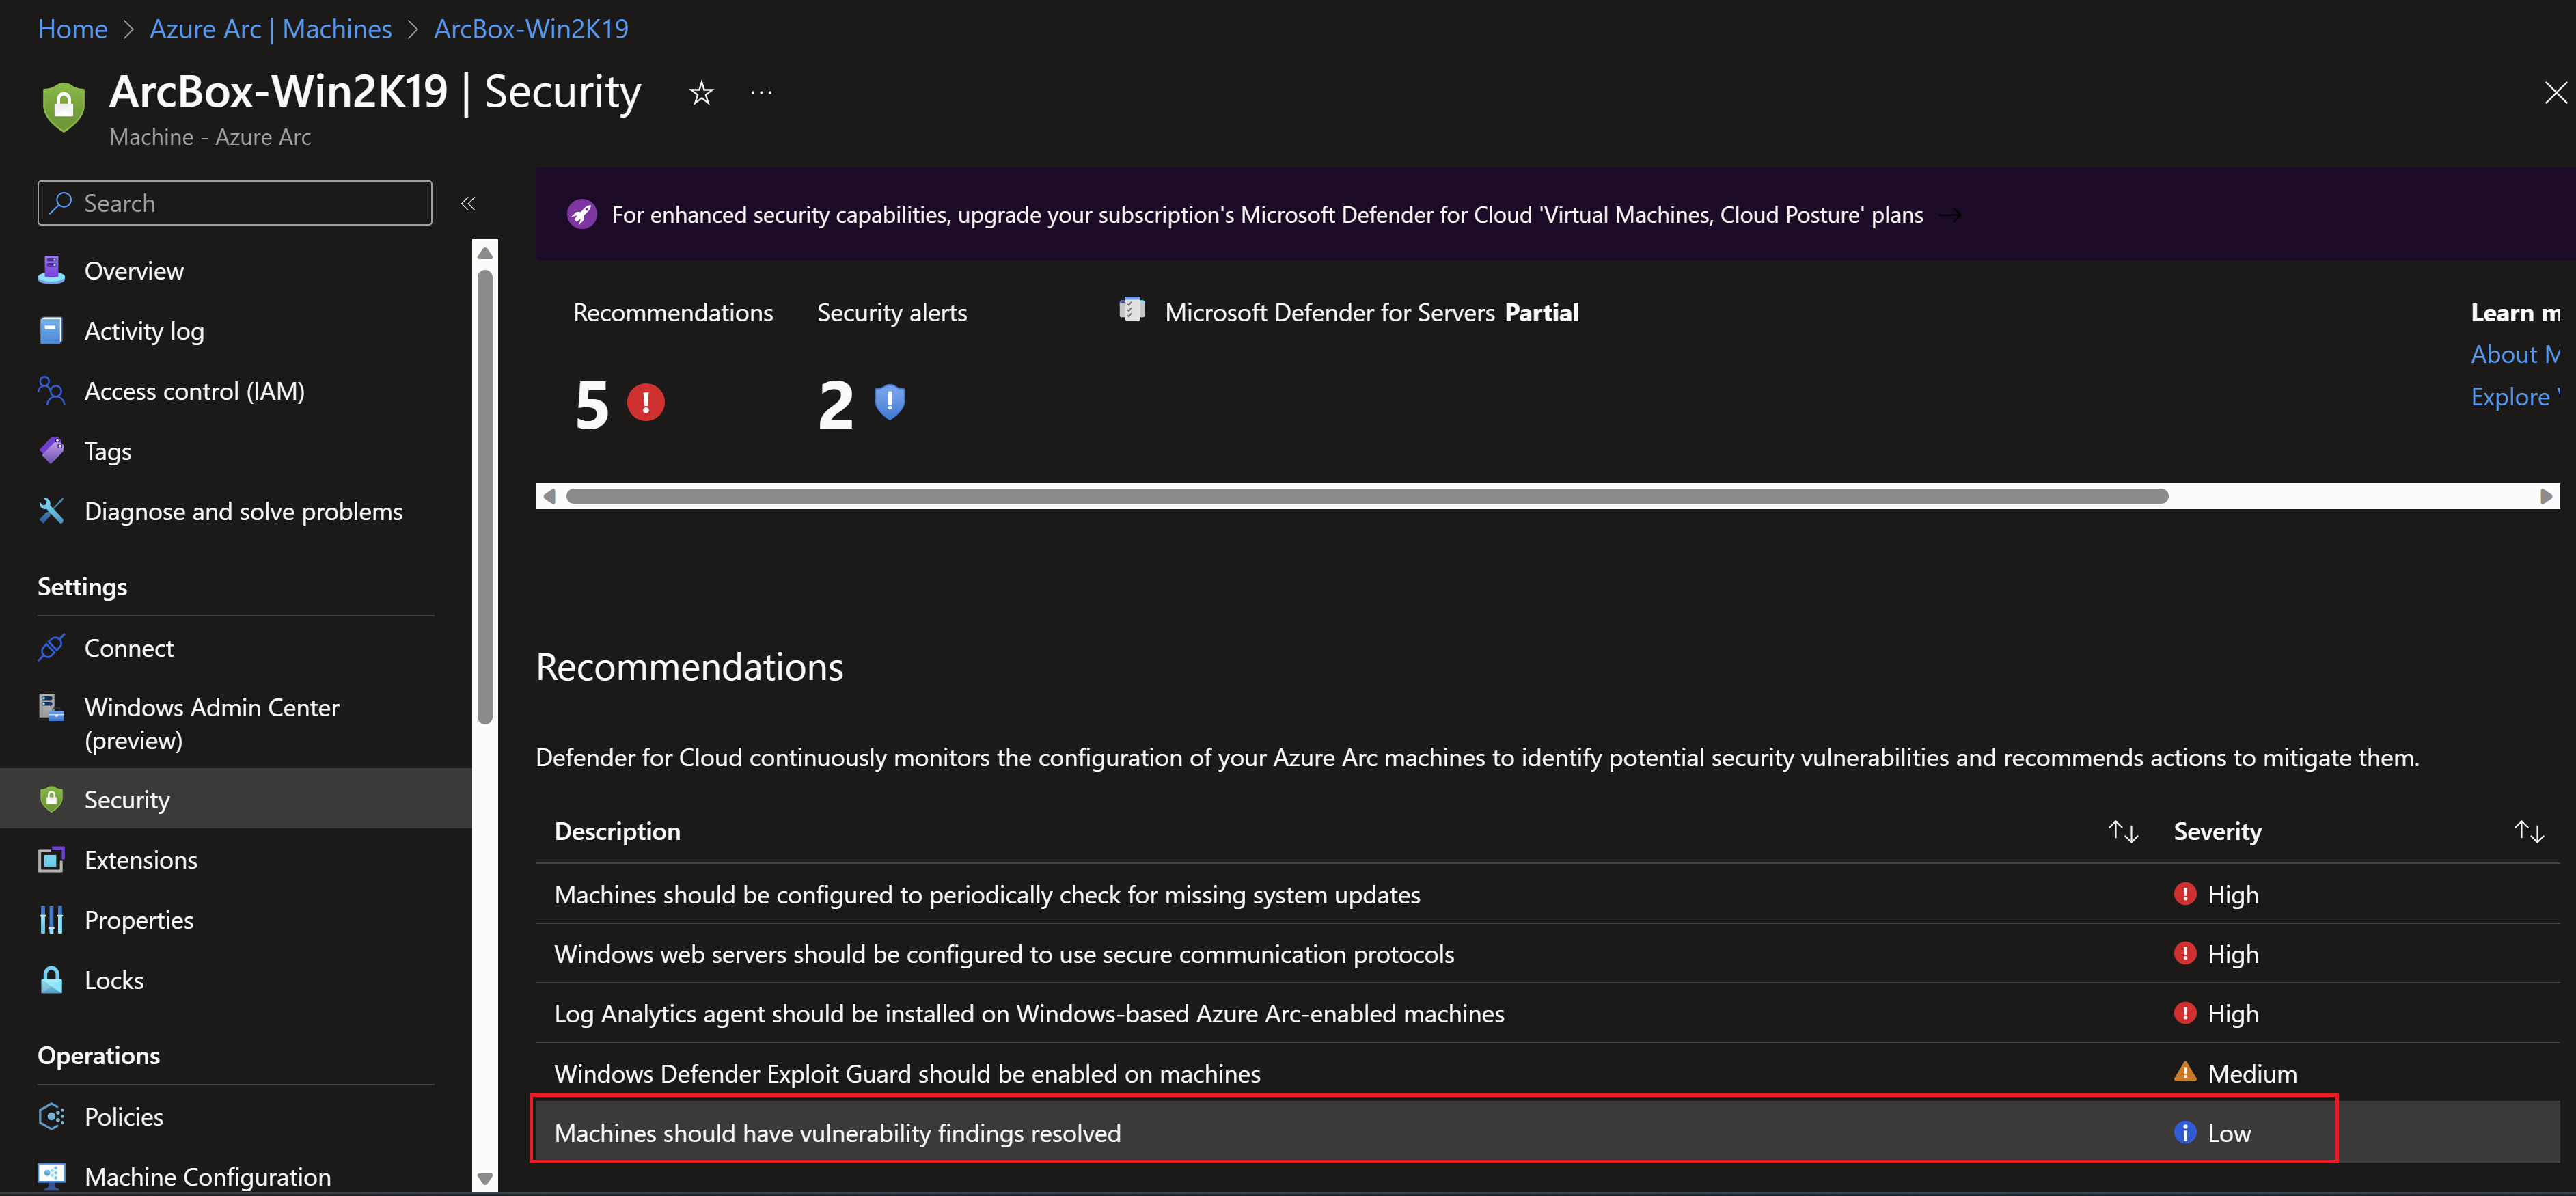 Home > Azure Arc | Machines > ArcBox-Win2K19
ArcBox-Win2K19 | Security
Machine - Azure Arc
Search
Overview
Activity log
Access control (IAM)
Tags
Diagnose and solve problems
Settings
Connect
Windows Admin Center
(preview)
Security
Extensions
Properties
Locks
Operations
Policies
Machine Configuration
For enhanced security capabilities, upgrade your subscription's Microsoft Defender for Cloud 'Virtual Machines, Cloud Posture' plans →
Recommendations
5
Security alerts
2
Microsoft Defender for Servers Partial
Learn m
About M
Explore
Recommendations
Defender for Cloud continuously monitors the configuration of your Azure Arc machines to identify potential security vulnerabilities and recommends actions to mitigate them.
Description Severity
Machines should be configured to periodically check for missing system updates High
Windows web servers should be configured to use secure communication protocols High
Log Analytics agent should be installed on Windows-based Azure Arc-enabled machines High
Windows Defender Exploit Guard should be enabled on machines Medium
Machines should have vulnerability findings resolved Low